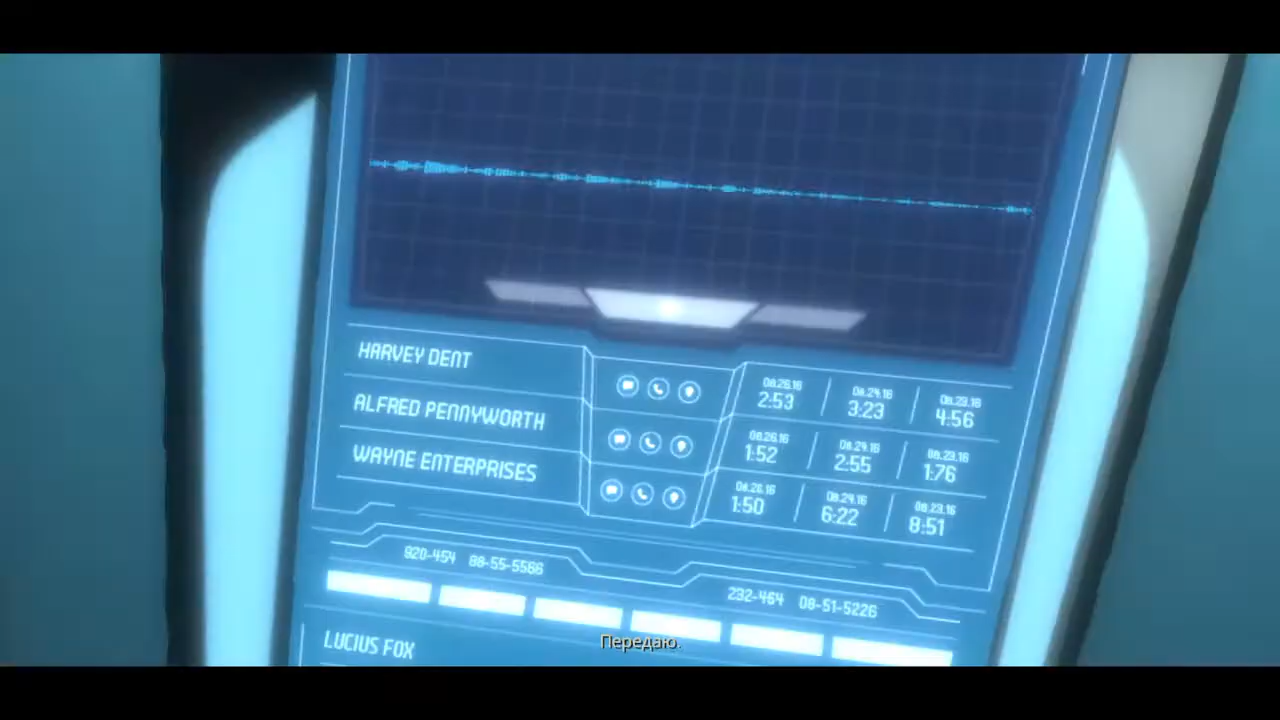 HARVEY DENT 08.26.16 08.24.16 08.23.16
2:53 3:23 4:56
ALFRED PENNYWORTH 08.26.16 08.24.16 08.23.16
1:52 2:55 1:76
WAYNE ENTERPRISES 08.26.16 08.24.16 08.23.16
1:50 6:22 8:51
920-454 88-55-5566 232-464 08-51-5226
LUCIUS FOX
Передаю.